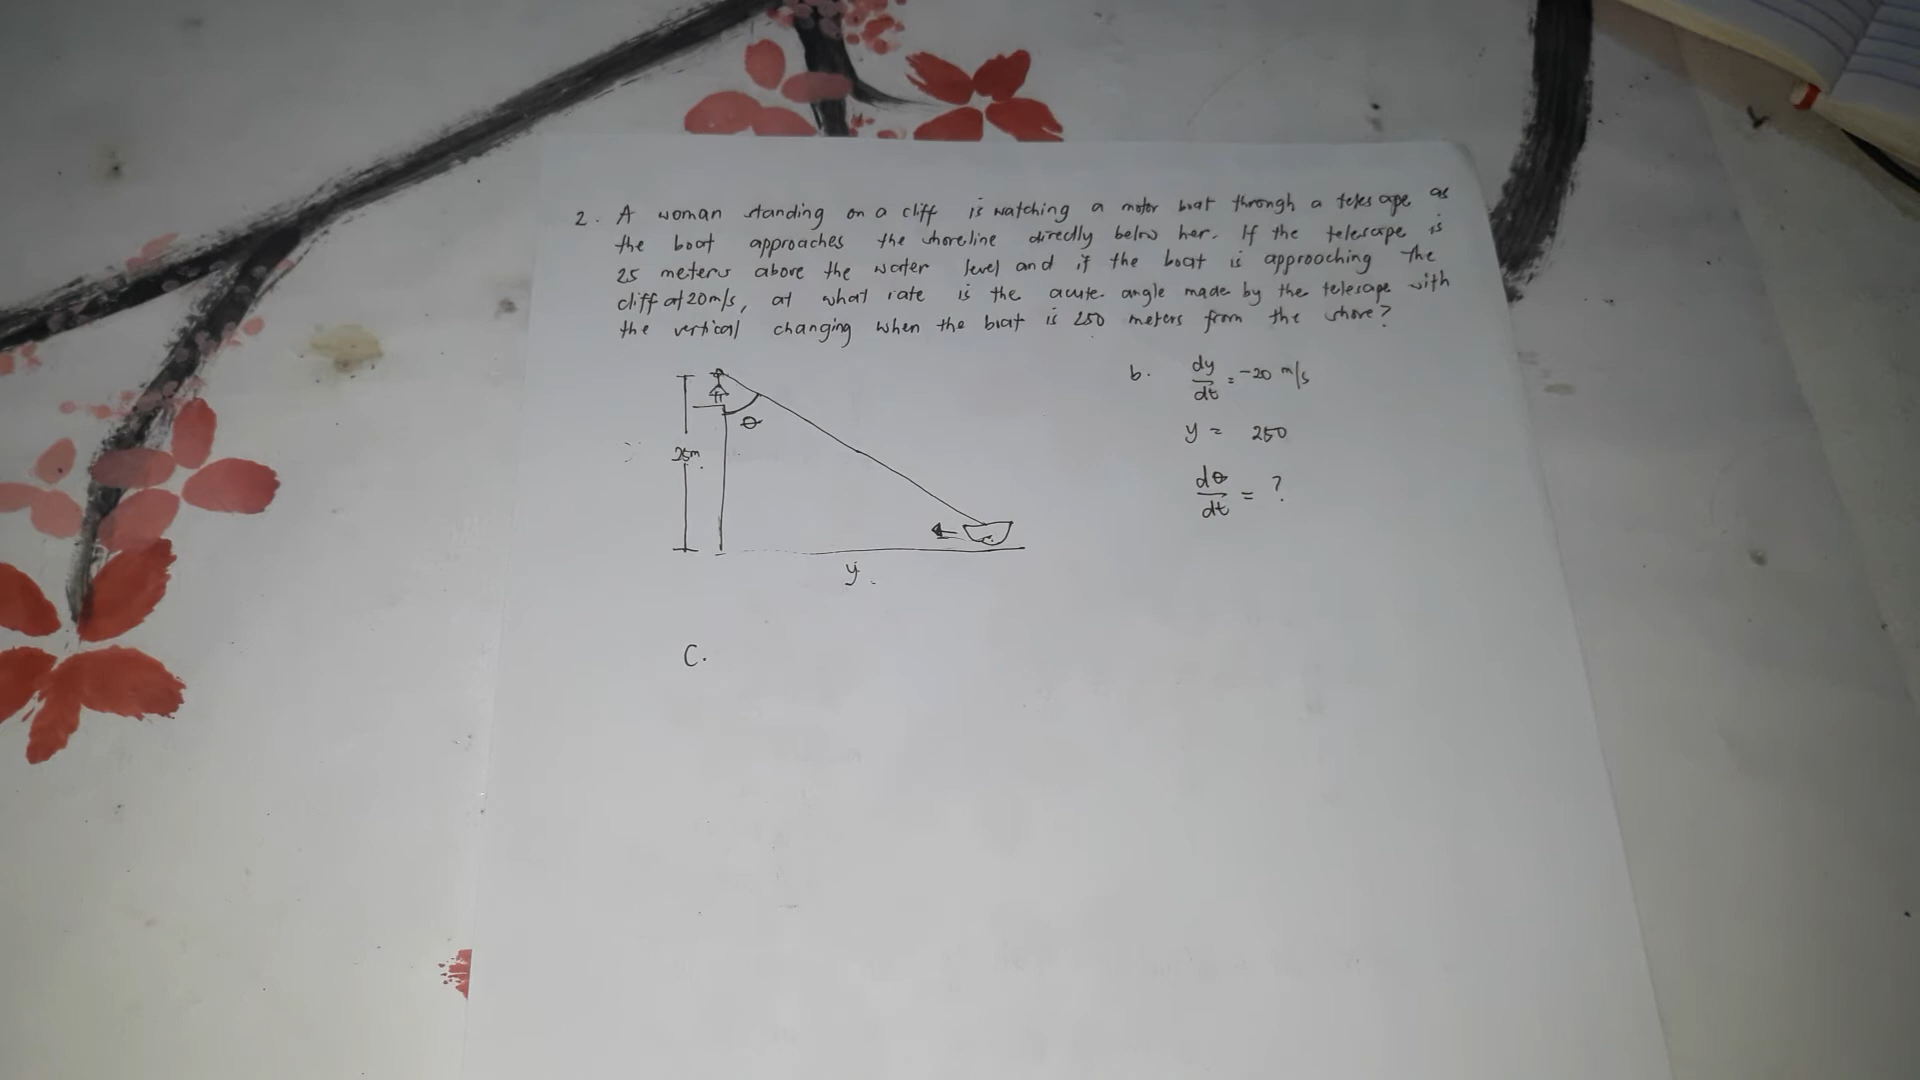 2. A woman standing on a cliff is watching a motor boat through a telescape as
the boat approaches the shoreline directly below her. If the telescape is
25 meters above the water level and if the boat is approaching the
cliff at 20m/s, at what rate is the acute angle made by the telescape with
the vertical changing when the boat is 250 meters from the shore?
b. dy/dt = -20 m/s
y = 250
dθ/dt = ?
θ
25m
y
C.